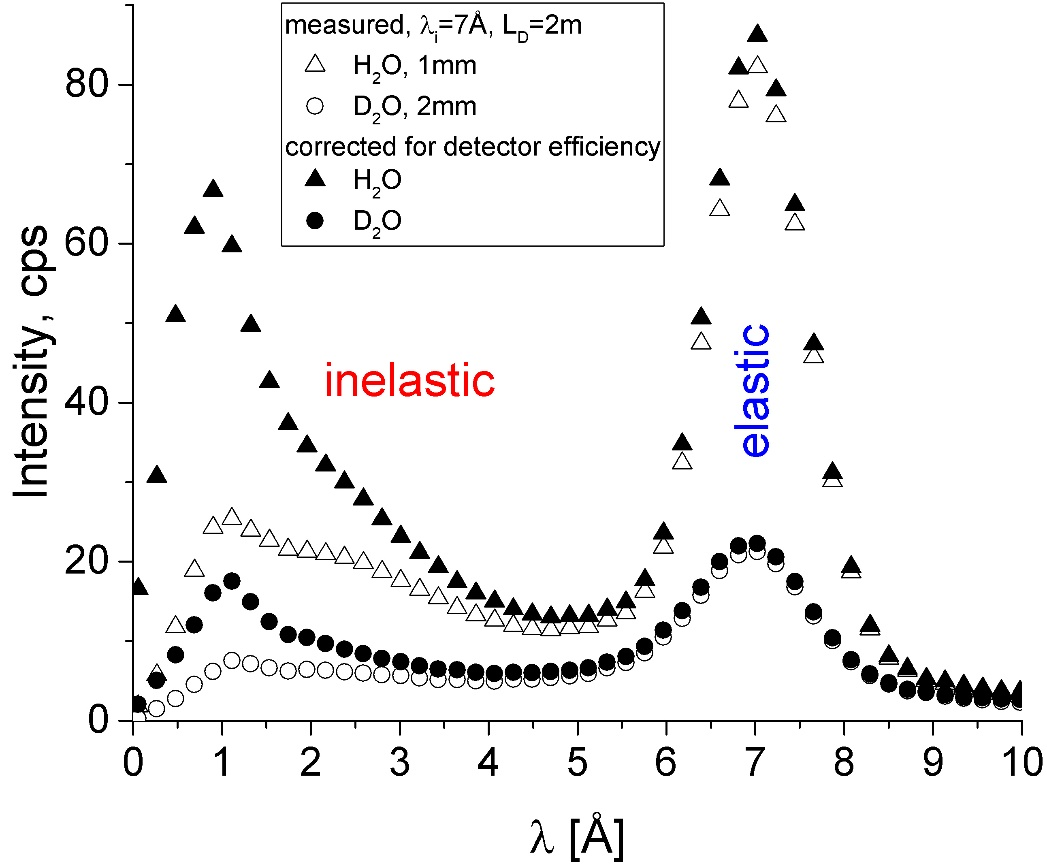 measured, λi=7Å, LD=2m
H2O, 1mm
D2O, 2mm
corrected for detector efficiency
H2O
D2O
Intensity, cps
80
60
40
20
0
inelastic
elastic
0 1 2 3 4 5 6 7 8 9 10
λ [Å]